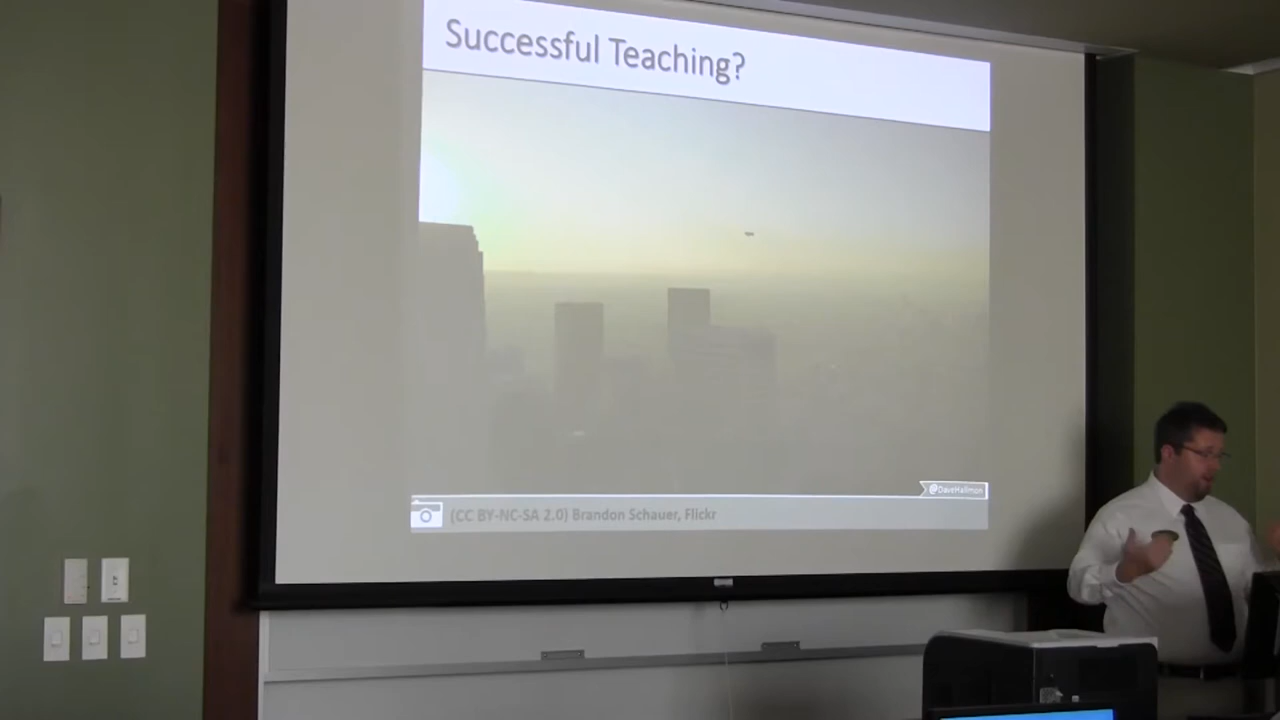 Successful Teaching?
@DaveHallmon
(CC BY-NC-SA 2.0) Brandon Schauer, Flickr